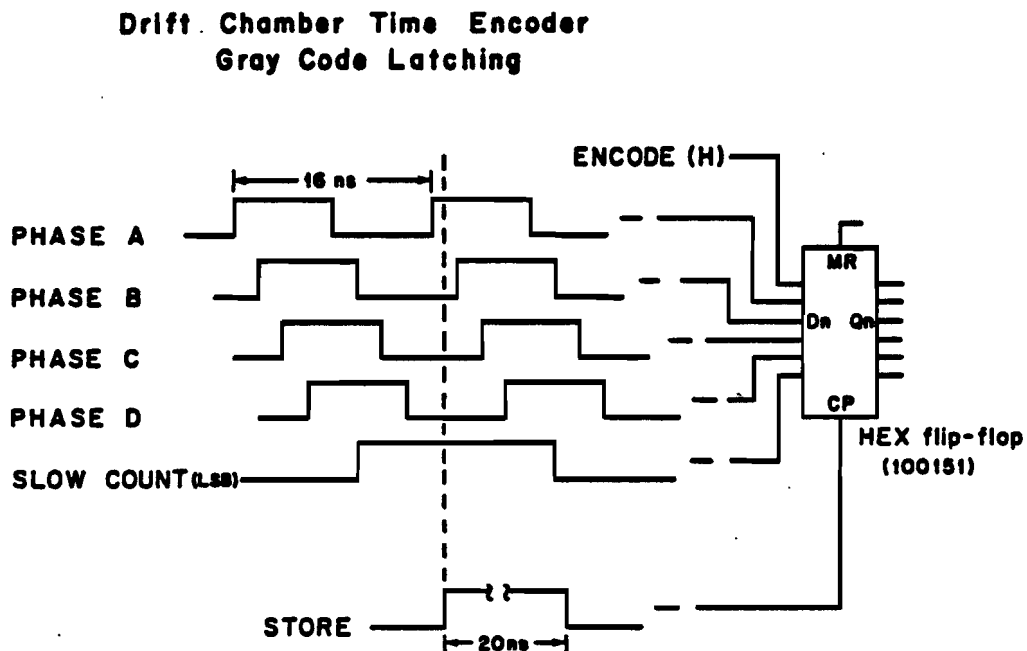 Drift Chamber Time Encoder
Gray Code Latching
ENCODE (H)
16 ns
PHASE A
MR
PHASE B
Dn Qn
PHASE C
PHASE D
CP
HEX flip-flop
(100151)
SLOW COUNT(LSB)
STORE
20ns